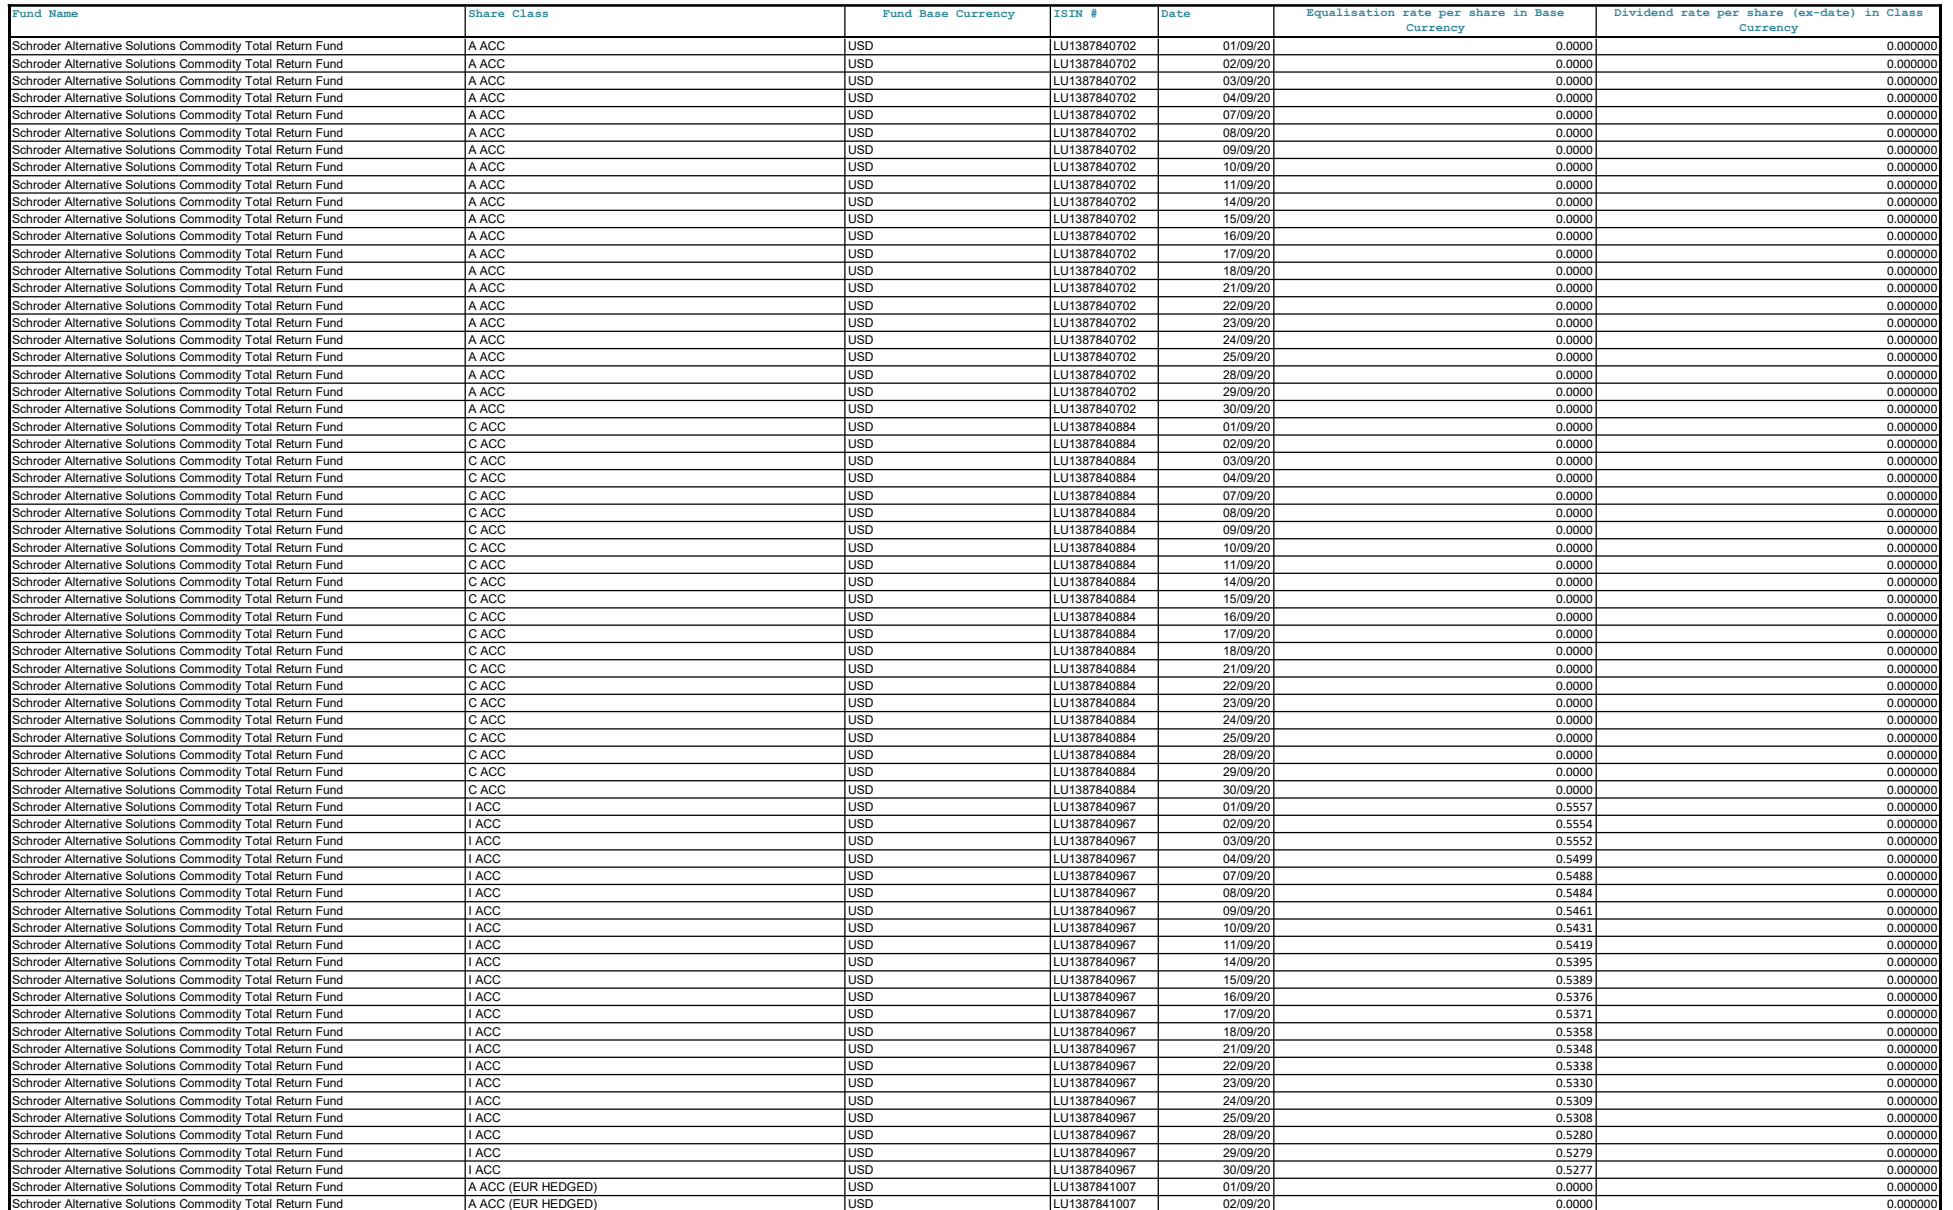 Fund Name Share Class Fund Base Currency ISIN # Date Equalisation rate per share in Base Currency Dividend rate per share (ex-date) in Class Currency
Schroder Alternative Solutions Commodity Total Return Fund A ACC USD LU1387840702 01/09/20 0.0000 0.000000
Schroder Alternative Solutions Commodity Total Return Fund A ACC USD LU1387840702 02/09/20 0.0000 0.000000
Schroder Alternative Solutions Commodity Total Return Fund A ACC USD LU1387840702 03/09/20 0.0000 0.000000
Schroder Alternative Solutions Commodity Total Return Fund A ACC USD LU1387840702 04/09/20 0.0000 0.000000
Schroder Alternative Solutions Commodity Total Return Fund A ACC USD LU1387840702 07/09/20 0.0000 0.000000
Schroder Alternative Solutions Commodity Total Return Fund A ACC USD LU1387840702 08/09/20 0.0000 0.000000
Schroder Alternative Solutions Commodity Total Return Fund A ACC USD LU1387840702 09/09/20 0.0000 0.000000
Schroder Alternative Solutions Commodity Total Return Fund A ACC USD LU1387840702 10/09/20 0.0000 0.000000
Schroder Alternative Solutions Commodity Total Return Fund A ACC USD LU1387840702 11/09/20 0.0000 0.000000
Schroder Alternative Solutions Commodity Total Return Fund A ACC USD LU1387840702 14/09/20 0.0000 0.000000
Schroder Alternative Solutions Commodity Total Return Fund A ACC USD LU1387840702 15/09/20 0.0000 0.000000
Schroder Alternative Solutions Commodity Total Return Fund A ACC USD LU1387840702 16/09/20 0.0000 0.000000
Schroder Alternative Solutions Commodity Total Return Fund A ACC USD LU1387840702 17/09/20 0.0000 0.000000
Schroder Alternative Solutions Commodity Total Return Fund A ACC USD LU1387840702 18/09/20 0.0000 0.000000
Schroder Alternative Solutions Commodity Total Return Fund A ACC USD LU1387840702 21/09/20 0.0000 0.000000
Schroder Alternative Solutions Commodity Total Return Fund A ACC USD LU1387840702 22/09/20 0.0000 0.000000
Schroder Alternative Solutions Commodity Total Return Fund A ACC USD LU1387840702 23/09/20 0.0000 0.000000
Schroder Alternative Solutions Commodity Total Return Fund A ACC USD LU1387840702 24/09/20 0.0000 0.000000
Schroder Alternative Solutions Commodity Total Return Fund A ACC USD LU1387840702 25/09/20 0.0000 0.000000
Schroder Alternative Solutions Commodity Total Return Fund A ACC USD LU1387840702 28/09/20 0.0000 0.000000
Schroder Alternative Solutions Commodity Total Return Fund A ACC USD LU1387840702 29/09/20 0.0000 0.000000
Schroder Alternative Solutions Commodity Total Return Fund A ACC USD LU1387840702 30/09/20 0.0000 0.000000
Schroder Alternative Solutions Commodity Total Return Fund C ACC USD LU1387840884 01/09/20 0.0000 0.000000
Schroder Alternative Solutions Commodity Total Return Fund C ACC USD LU1387840884 02/09/20 0.0000 0.000000
Schroder Alternative Solutions Commodity Total Return Fund C ACC USD LU1387840884 03/09/20 0.0000 0.000000
Schroder Alternative Solutions Commodity Total Return Fund C ACC USD LU1387840884 04/09/20 0.0000 0.000000
Schroder Alternative Solutions Commodity Total Return Fund C ACC USD LU1387840884 07/09/20 0.0000 0.000000
Schroder Alternative Solutions Commodity Total Return Fund C ACC USD LU1387840884 08/09/20 0.0000 0.000000
Schroder Alternative Solutions Commodity Total Return Fund C ACC USD LU1387840884 09/09/20 0.0000 0.000000
Schroder Alternative Solutions Commodity Total Return Fund C ACC USD LU1387840884 10/09/20 0.0000 0.000000
Schroder Alternative Solutions Commodity Total Return Fund C ACC USD LU1387840884 11/09/20 0.0000 0.000000
Schroder Alternative Solutions Commodity Total Return Fund C ACC USD LU1387840884 14/09/20 0.0000 0.000000
Schroder Alternative Solutions Commodity Total Return Fund C ACC USD LU1387840884 15/09/20 0.0000 0.000000
Schroder Alternative Solutions Commodity Total Return Fund C ACC USD LU1387840884 16/09/20 0.0000 0.000000
Schroder Alternative Solutions Commodity Total Return Fund C ACC USD LU1387840884 17/09/20 0.0000 0.000000
Schroder Alternative Solutions Commodity Total Return Fund C ACC USD LU1387840884 18/09/20 0.0000 0.000000
Schroder Alternative Solutions Commodity Total Return Fund C ACC USD LU1387840884 21/09/20 0.0000 0.000000
Schroder Alternative Solutions Commodity Total Return Fund C ACC USD LU1387840884 22/09/20 0.0000 0.000000
Schroder Alternative Solutions Commodity Total Return Fund C ACC USD LU1387840884 23/09/20 0.0000 0.000000
Schroder Alternative Solutions Commodity Total Return Fund C ACC USD LU1387840884 24/09/20 0.0000 0.000000
Schroder Alternative Solutions Commodity Total Return Fund C ACC USD LU1387840884 25/09/20 0.0000 0.000000
Schroder Alternative Solutions Commodity Total Return Fund C ACC USD LU1387840884 28/09/20 0.0000 0.000000
Schroder Alternative Solutions Commodity Total Return Fund C ACC USD LU1387840884 29/09/20 0.0000 0.000000
Schroder Alternative Solutions Commodity Total Return Fund C ACC USD LU1387840884 30/09/20 0.0000 0.000000
Schroder Alternative Solutions Commodity Total Return Fund I ACC USD LU1387840967 01/09/20 0.5557 0.000000
Schroder Alternative Solutions Commodity Total Return Fund I ACC USD LU1387840967 02/09/20 0.5554 0.000000
Schroder Alternative Solutions Commodity Total Return Fund I ACC USD LU1387840967 03/09/20 0.5552 0.000000
Schroder Alternative Solutions Commodity Total Return Fund I ACC USD LU1387840967 04/09/20 0.5499 0.000000
Schroder Alternative Solutions Commodity Total Return Fund I ACC USD LU1387840967 07/09/20 0.5488 0.000000
Schroder Alternative Solutions Commodity Total Return Fund I ACC USD LU1387840967 08/09/20 0.5484 0.000000
Schroder Alternative Solutions Commodity Total Return Fund I ACC USD LU1387840967 09/09/20 0.5461 0.000000
Schroder Alternative Solutions Commodity Total Return Fund I ACC USD LU1387840967 10/09/20 0.5431 0.000000
Schroder Alternative Solutions Commodity Total Return Fund I ACC USD LU1387840967 11/09/20 0.5419 0.000000
Schroder Alternative Solutions Commodity Total Return Fund I ACC USD LU1387840967 14/09/20 0.5395 0.000000
Schroder Alternative Solutions Commodity Total Return Fund I ACC USD LU1387840967 15/09/20 0.5389 0.000000
Schroder Alternative Solutions Commodity Total Return Fund I ACC USD LU1387840967 16/09/20 0.5376 0.000000
Schroder Alternative Solutions Commodity Total Return Fund I ACC USD LU1387840967 17/09/20 0.5371 0.000000
Schroder Alternative Solutions Commodity Total Return Fund I ACC USD LU1387840967 18/09/20 0.5358 0.000000
Schroder Alternative Solutions Commodity Total Return Fund I ACC USD LU1387840967 21/09/20 0.5348 0.000000
Schroder Alternative Solutions Commodity Total Return Fund I ACC USD LU1387840967 22/09/20 0.5338 0.000000
Schroder Alternative Solutions Commodity Total Return Fund I ACC USD LU1387840967 23/09/20 0.5330 0.000000
Schroder Alternative Solutions Commodity Total Return Fund I ACC USD LU1387840967 24/09/20 0.5309 0.000000
Schroder Alternative Solutions Commodity Total Return Fund I ACC USD LU1387840967 25/09/20 0.5308 0.000000
Schroder Alternative Solutions Commodity Total Return Fund I ACC USD LU1387840967 28/09/20 0.5280 0.000000
Schroder Alternative Solutions Commodity Total Return Fund I ACC USD LU1387840967 29/09/20 0.5279 0.000000
Schroder Alternative Solutions Commodity Total Return Fund I ACC USD LU1387840967 30/09/20 0.5277 0.000000
Schroder Alternative Solutions Commodity Total Return Fund A ACC (EUR HEDGED) USD LU1387841007 01/09/20 0.0000 0.000000
Schroder Alternative Solutions Commodity Total Return Fund A ACC (EUR HEDGED) USD LU1387841007 02/09/20 0.0000 0.000000